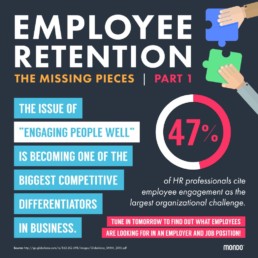 EMPLOYEE
RETENTION
THE MISSING PIECES | PART 1
THE ISSUE OF
"ENGAGING PEOPLE WELL"
IS BECOMING ONE OF THE
BIGGEST COMPETITIVE
DIFFERENTIATORS
IN BUSINESS.
47%
of HR professionals cite
employee engagement as the
largest organizational challenge.
TUNE IN TOMORROW TO FIND OUT WHAT EMPLOYEES
ARE LOOKING FOR IN AN EMPLOYER AND JOB POSITION!
Source:
monoo